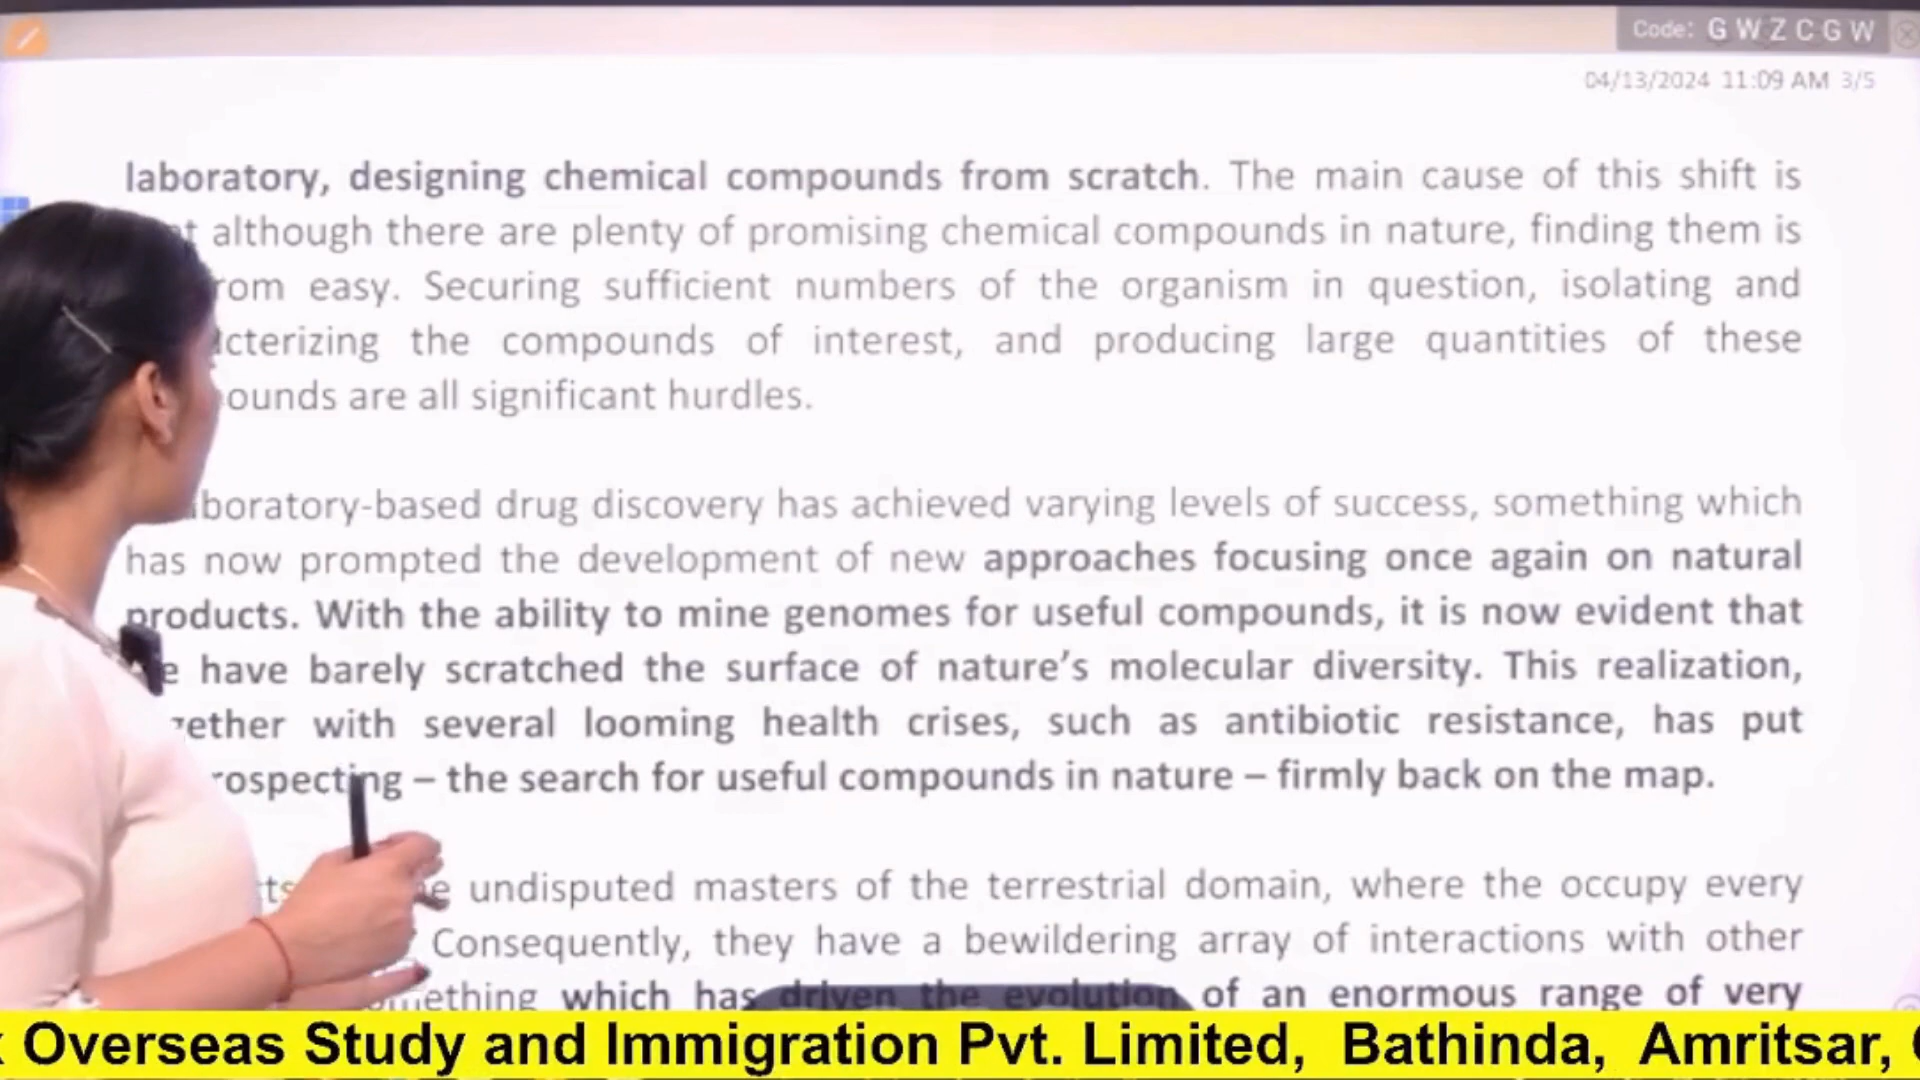 Code: G W Z C G W
04/13/2024 11:09 AM 3/5
laboratory, designing chemical compounds from scratch. The main cause of this shift is
although there are plenty of promising chemical compounds in nature, finding them is
rom easy. Securing sufficient numbers of the organism in question, isolating and
cterizing the compounds of interest, and producing large quantities of these
ounds are all significant hurdles.
boratory-based drug discovery has achieved varying levels of success, something which
has now prompted the development of new approaches focusing once again on natural
products. With the ability to mine genomes for useful compounds, it is now evident that
have barely scratched the surface of nature's molecular diversity. This realization,
ether with several looming health crises, such as antibiotic resistance, has put
rospecting – the search for useful compounds in nature – firmly back on the map.
undisputed masters of the terrestrial domain, where the occupy every
Consequently, they have a bewildering array of interactions with other
ething which has driven the evolution of an enormous range of very
Overseas Study and Immigration Pvt. Limited, Bathinda, Amritsar,